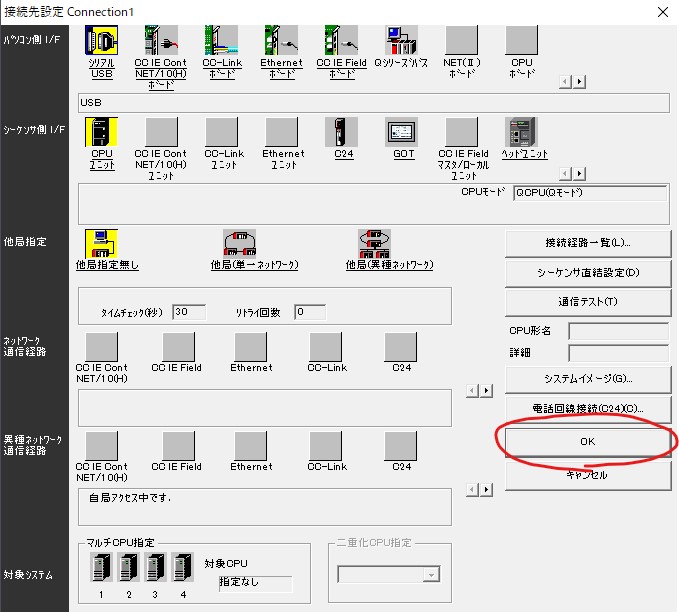 接続先設定 Connection1
パソコン側 I/F
シリアル
USB
CC IE Cont
NET/10(H)
ボード
CC-Link
ボード
Ethernet
ボード
CC IE Field
ボード
Qシリーズバス
NET(Ⅱ)
ボード
CPU
ボード
USB
シーケンサ側 I/F
CPU
ユニット
CC IE Cont
NET/10(H)
ユニット
CC-Link
ユニット
Ethernet
ユニット
C24
GOT
CC IE Field
マスタ/ローカル
ユニット
ヘッドユニット
CPUモード
QCPU(Qモード)
他局指定
他局指定無し
他局(単一ネットワーク)
他局(異種ネットワーク)
タイムチェック(秒)
30
リトライ回数
0
接続経路一覧(L)...
シーケンサ直結設定(D)
通信テスト(T)
CPU形名
詳細
システムイメージ(G)...
電話回線接続(C24)(C)...
OK
キャンセル
ネットワーク
通信経路
CC IE Cont
NET/10(H)
CC IE Field
Ethernet
CC-Link
C24
異種ネットワーク
通信経路
CC IE Cont
NET/10(H)
CC IE Field
Ethernet
CC-Link
C24
自局アクセス中です.
対象システム
マルチCPU指定
1
2
3
4
対象CPU
指定なし
二重化CPU指定